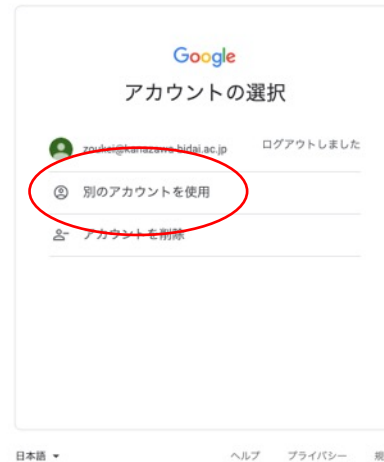 Google
アカウントの選択
zoukei@kanazawa-bidai.ac.jp ログアウトしました
別のアカウントを使用
アカウントを削除
日本語 ヘルプ プライバシー 規